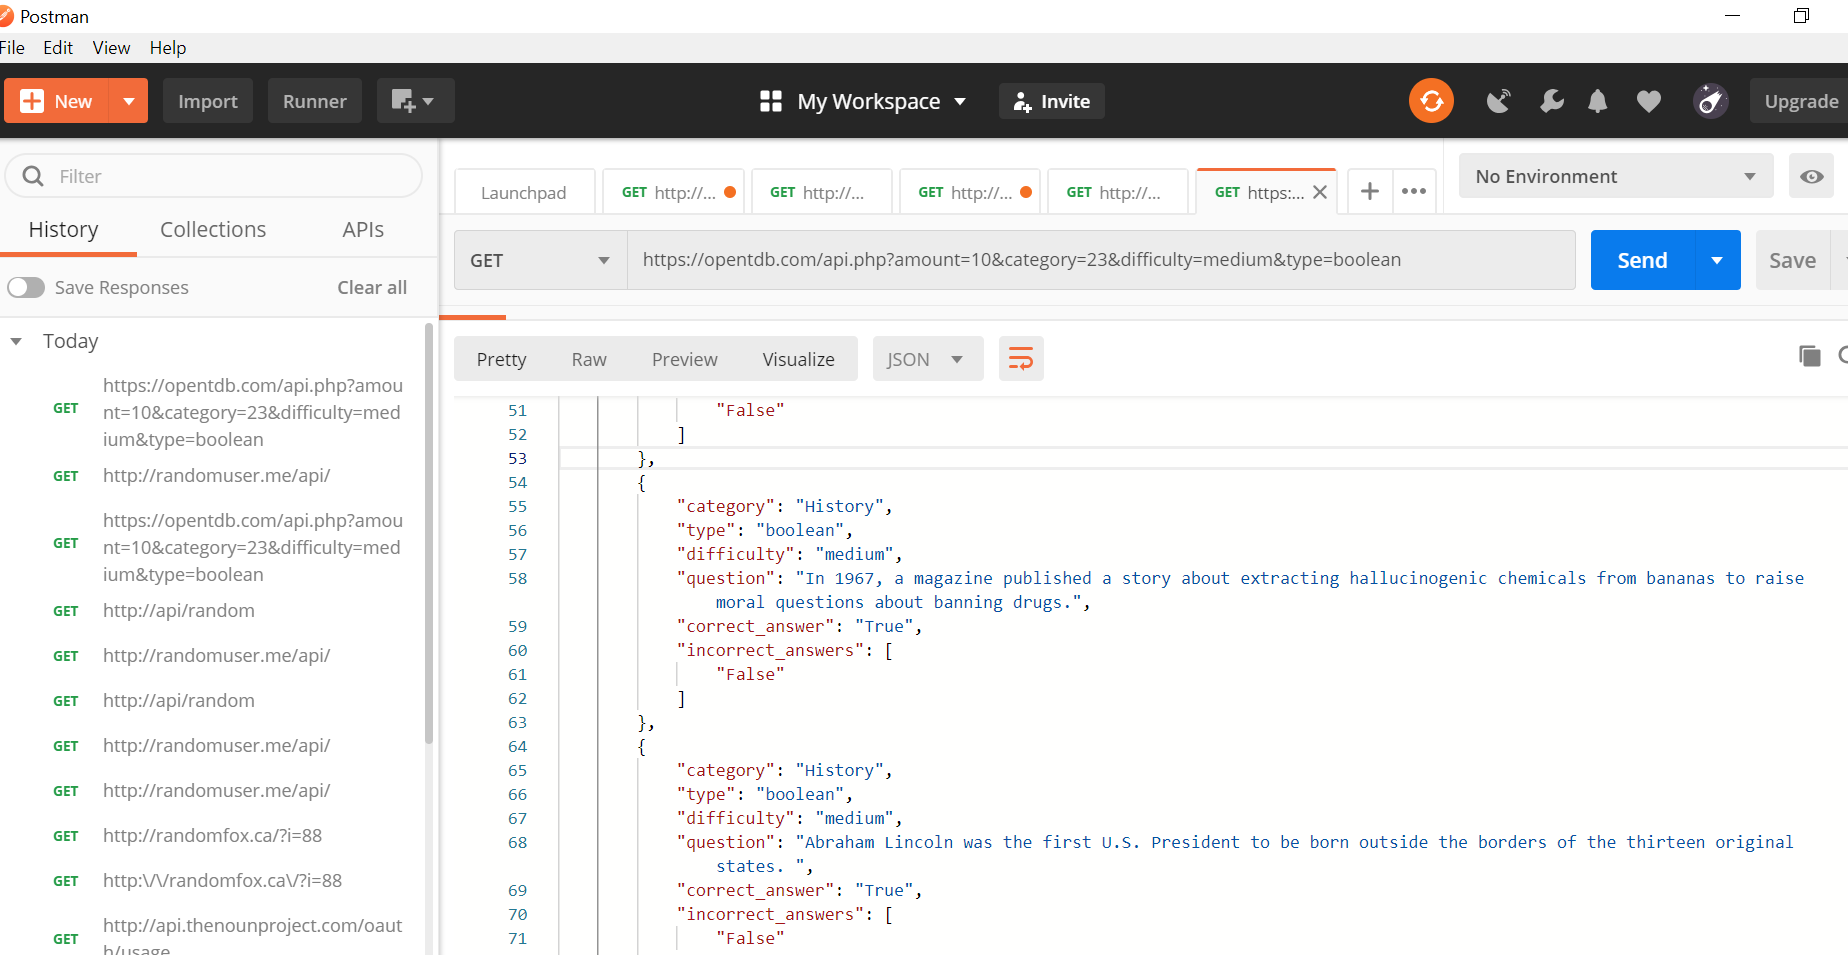 Postman
File Edit View Help
New Import Runner My Workspace Invite Upgrade
Filter
History Collections APIs
Save Responses Clear all
Today
GET https://opentdb.com/api.php?amou
nt=10&category=23&difficulty=med
ium&type=boolean
GET http://randomuser.me/api/
GET https://opentdb.com/api.php?amou
nt=10&category=23&difficulty=med
ium&type=boolean
GET http://api/random
GET http://randomuser.me/api/
GET http://api/random
GET http://randomuser.me/api/
GET http://randomuser.me/api/
GET http://randomfox.ca/?i=88
GET http:\/\/randomfox.ca\/?i=88
GET http://api.thenounproject.com/oaut
h/usage
Launchpad GET http://... GET http://... GET http://... GET http://... GET https:... No Environment
GET https://opentdb.com/api.php?amount=10&category=23&difficulty=medium&type=boolean Send Save
Pretty Raw Preview Visualize JSON
51 "False"
52 ]
53 },
54 {
55 "category": "History",
56 "type": "boolean",
57 "difficulty": "medium",
58 "question": "In 1967, a magazine published a story about extracting hallucinogenic chemicals from bananas to raise
moral questions about banning drugs.",
59 "correct_answer": "True",
60 "incorrect_answers": [
61 "False"
62 ]
63 },
64 {
65 "category": "History",
66 "type": "boolean",
67 "difficulty": "medium",
68 "question": "Abraham Lincoln was the first U.S. President to be born outside the borders of the thirteen original
states. ",
69 "correct_answer": "True",
70 "incorrect_answers": [
71 "False"